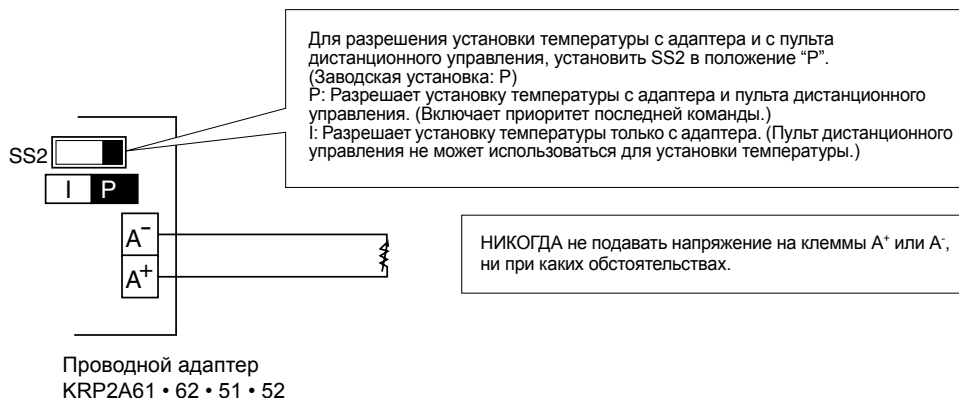 Для разрешения установки температуры с адаптера и с пульта
дистанционного управления, установить SS2 в положение “P”.
(Заводская установка: P)
P: Разрешает установку температуры с адаптера и пульта дистанционного
управления. (Включает приоритет последней команды.)
I: Разрешает установку температуры только с адаптера. (Пульт дистанционного
управления не может использоваться для установки температуры.)
SS2
I P
A⁻
A⁺
НИКОГДА не подавать напряжение на клеммы A⁺ или A⁻,
ни при каких обстоятельствах.
Проводной адаптер
KRP2A61 • 62 • 51 • 52